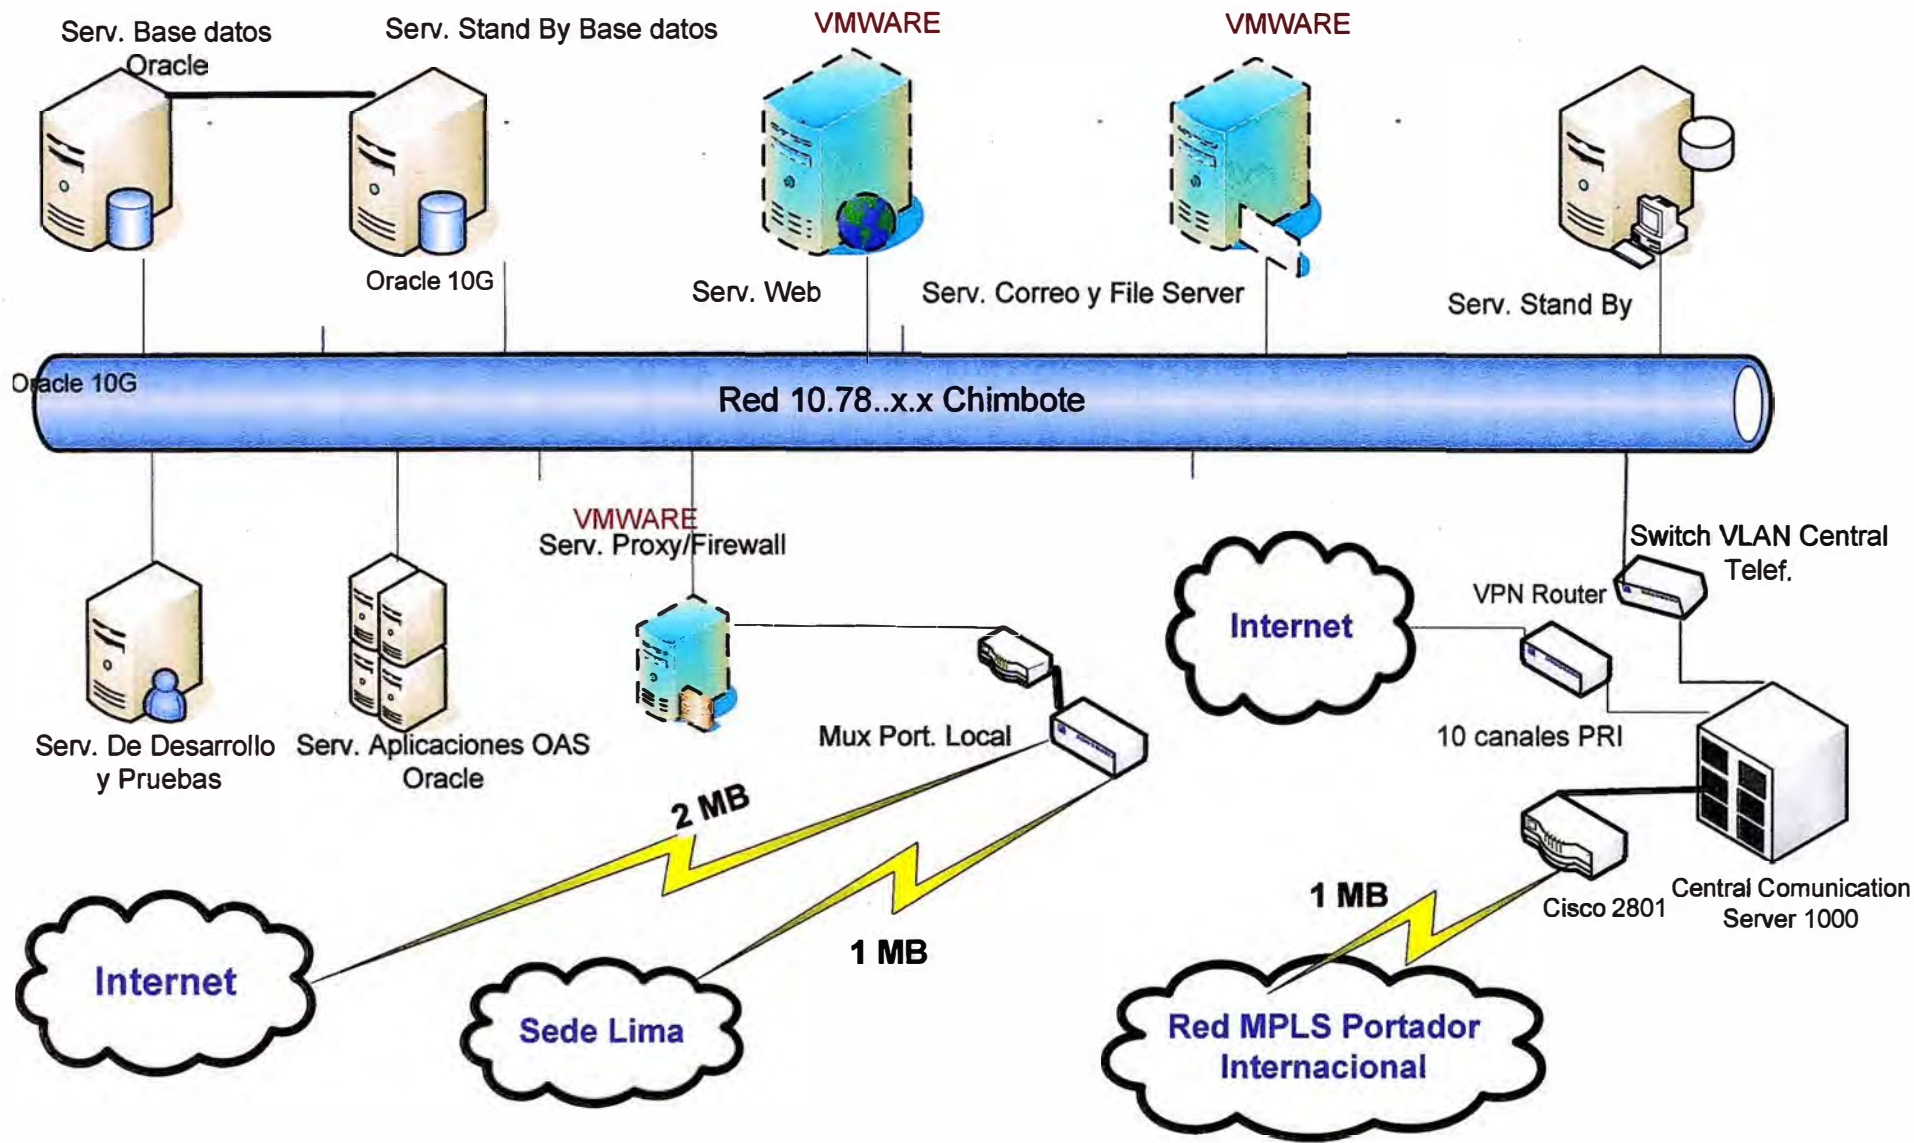 Serv. Base datos
Oracle
Serv. Stand By Base datos
VMWARE
VMWARE
Oracle 10G
Serv. Web
Serv. Correo y File Server
Serv. Stand By
Oracle 10G
Red 10.78..x.x Chimbote
VMWARE
Serv. Proxy/Firewall
Switch VLAN Central
Telef.
VPN Router
Internet
Serv. De Desarrollo
y Pruebas
Serv. Aplicaciones OAS
Oracle
Mux Port. Local
10 canales PRI
2 MB
1 MB
1 MB
Cisco 2801
Central Comunication
Server 1000
Internet
Sede Lima
Red MPLS Portador
Internacional